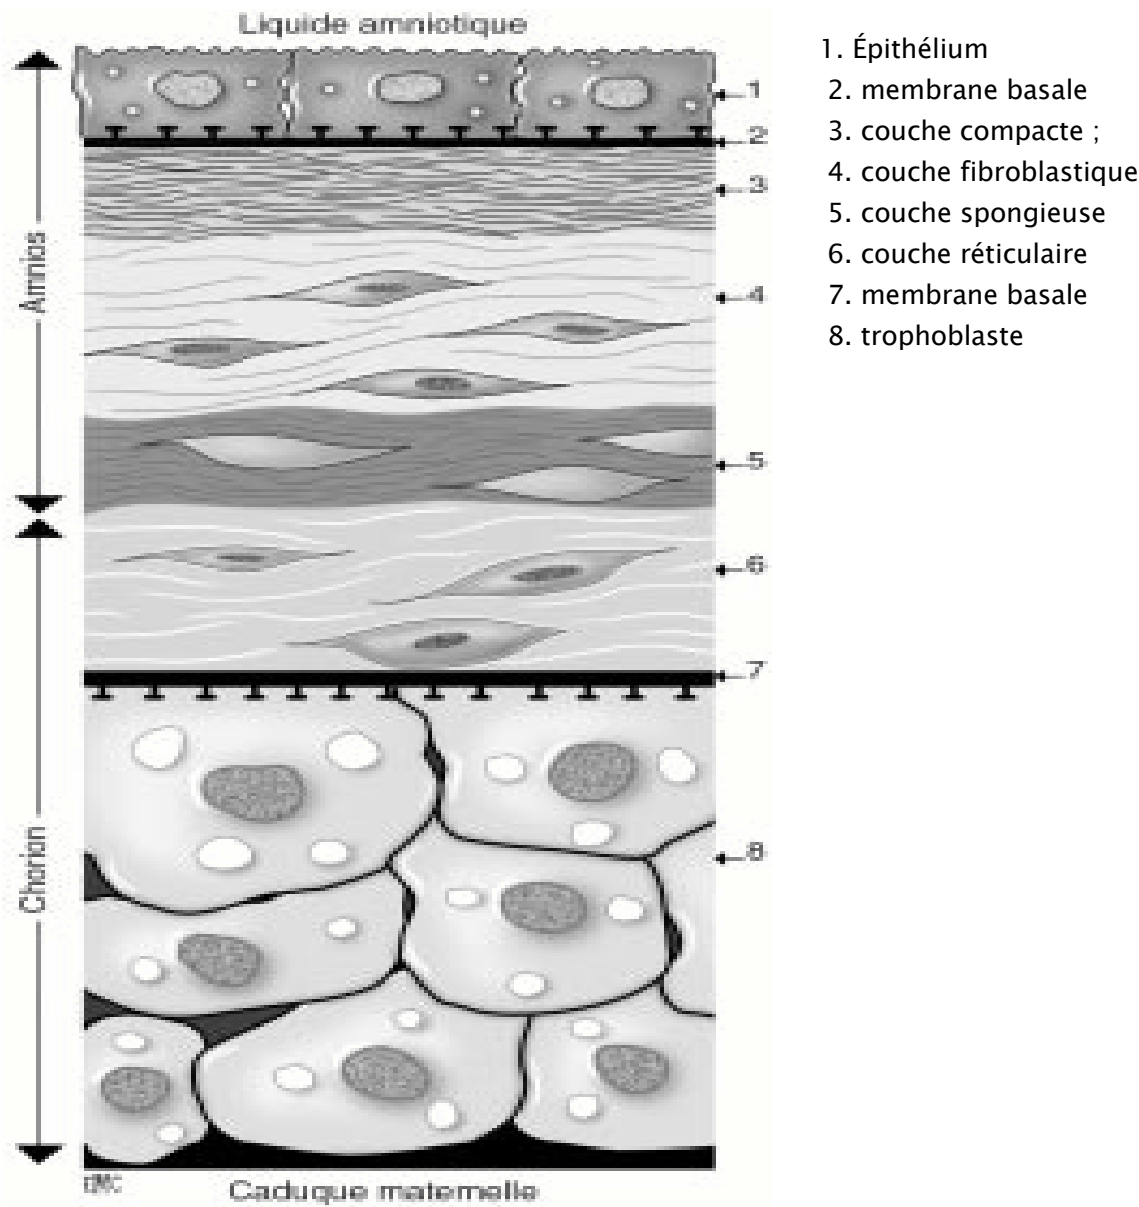 Liquide amniotique
1. Épithélium
2. membrane basale
3. couche compacte ;
4. couche fibroblastique
5. couche spongieuse
6. couche réticulaire
7. membrane basale
8. trophoblaste
1
2
3
4
5
6
7
8
Amnios
Chorion
Caduque maternelle